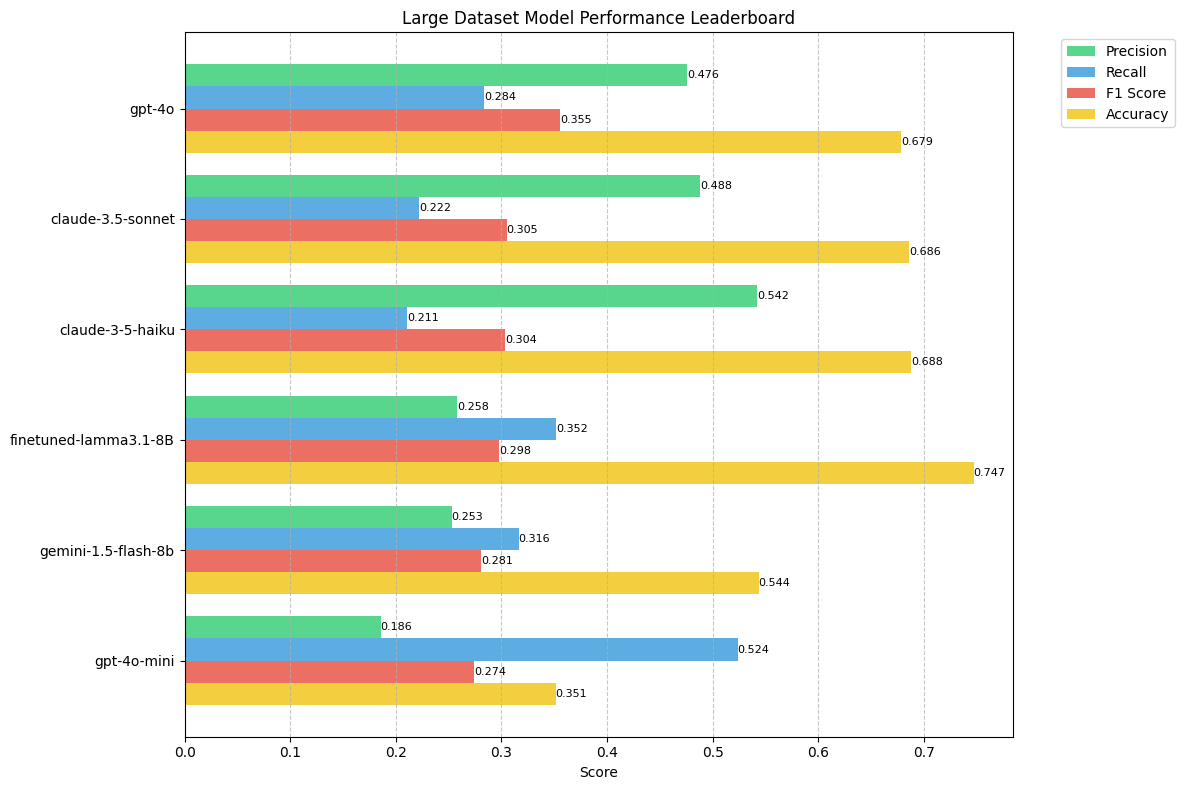 Large Dataset Model Performance Leaderboard
Precision
Recall
F1 Score
Accuracy
gpt-4o
0.476
0.284
0.355
0.679
claude-3.5-sonnet
0.488
0.222
0.305
0.686
claude-3-5-haiku
0.542
0.211
0.304
0.688
finetuned-lamma3.1-8B
0.258
0.352
0.298
0.747
gemini-1.5-flash-8b
0.253
0.316
0.281
0.544
gpt-4o-mini
0.186
0.524
0.274
0.351
0.0 0.1 0.2 0.3 0.4 0.5 0.6 0.7
Score